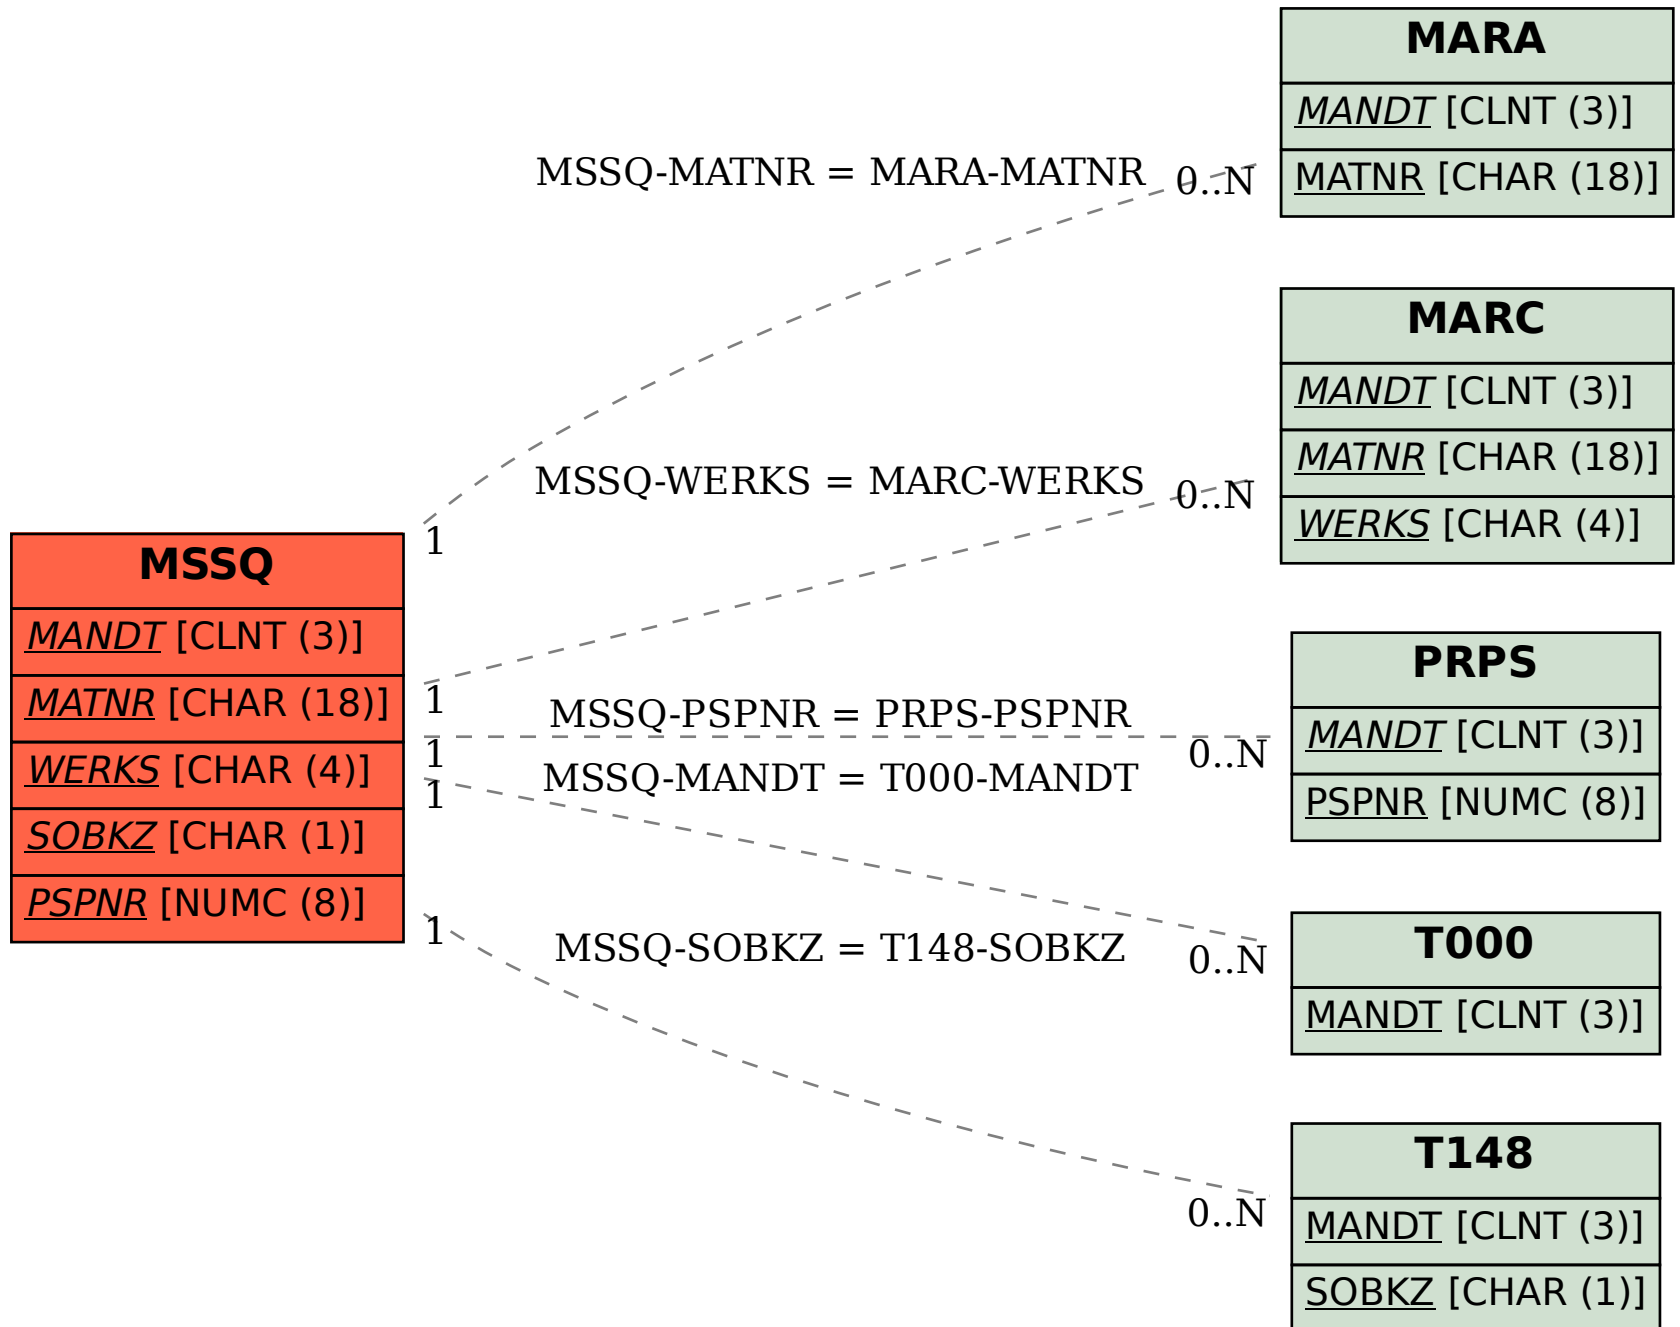 MARA
MANDT [CLNT (3)]
MATNR [CHAR (18)]
MSSQ-MATNR = MARA-MATNR
0..N
1
MARC
MANDT [CLNT (3)]
MATNR [CHAR (18)]
WERKS [CHAR (4)]
MSSQ-WERKS = MARC-WERKS
0..N
1
MSSQ
MANDT [CLNT (3)]
MATNR [CHAR (18)]
WERKS [CHAR (4)]
SOBKZ [CHAR (1)]
PSPNR [NUMC (8)]
PRPS
MANDT [CLNT (3)]
PSPNR [NUMC (8)]
MSSQ-PSPNR = PRPS-PSPNR
0..N
1
MSSQ-MANDT = T000-MANDT
1
0..N
T000
MANDT [CLNT (3)]
MSSQ-SOBKZ = T148-SOBKZ
1
0..N
T148
MANDT [CLNT (3)]
SOBKZ [CHAR (1)]